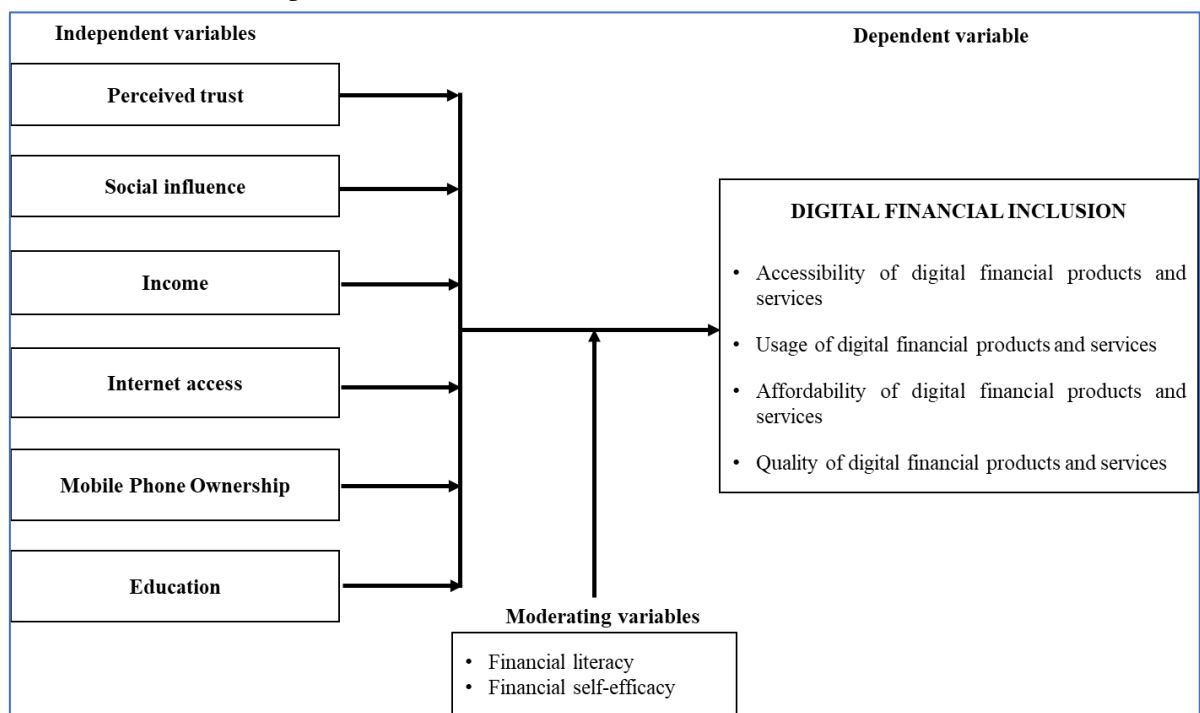 Independent variables
Dependent variable
Perceived trust
Social influence
Income
Internet access
Mobile Phone Ownership
Education
DIGITAL FINANCIAL INCLUSION
• Accessibility of digital financial products and
services
• Usage of digital financial products and services
• Affordability of digital financial products and
services
• Quality of digital financial products and services
Moderating variables
• Financial literacy
• Financial self-efficacy